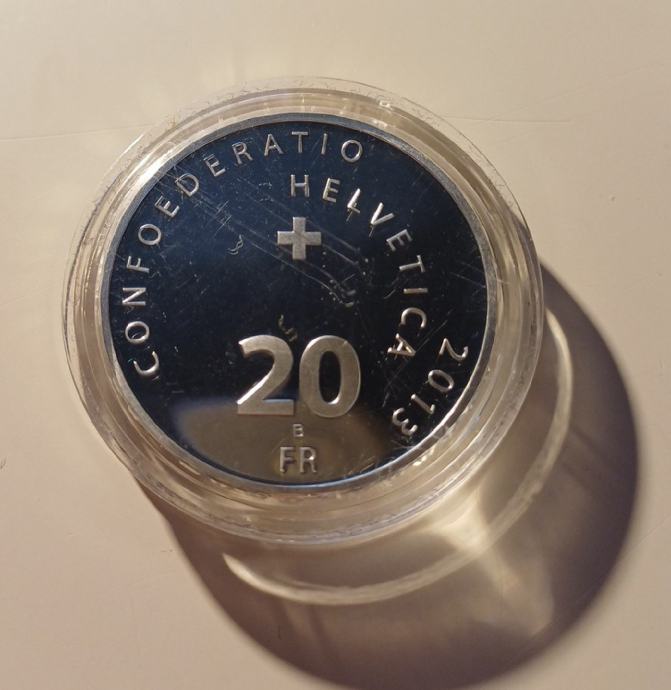 CONFOEDERATIO
HELVETICA
2013
20
B
FR